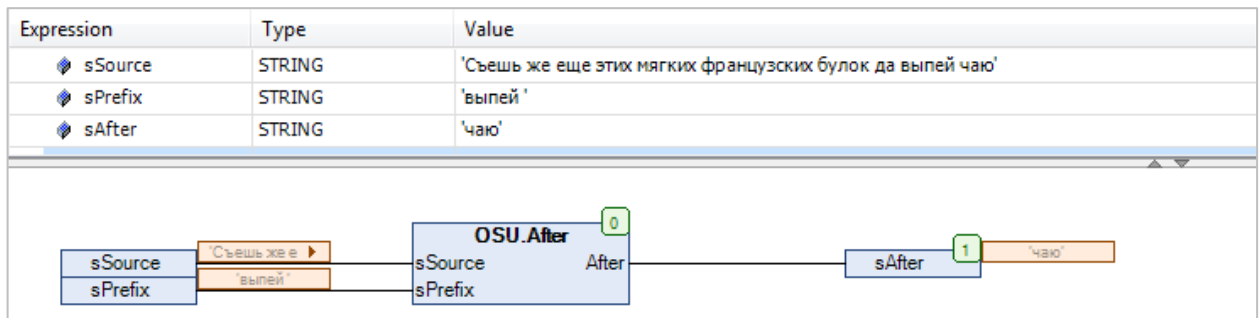 Expression Type Value
sSource STRING 'Съешь же еще этих мягких французских булок да выпей чаю'
sPrefix STRING 'выпей '
sAfter STRING 'чаю'
0
OSU.After
'Съешь же е
sSource sSource After sAfter 1 'чаю'
'выпей '
sPrefix sPrefix